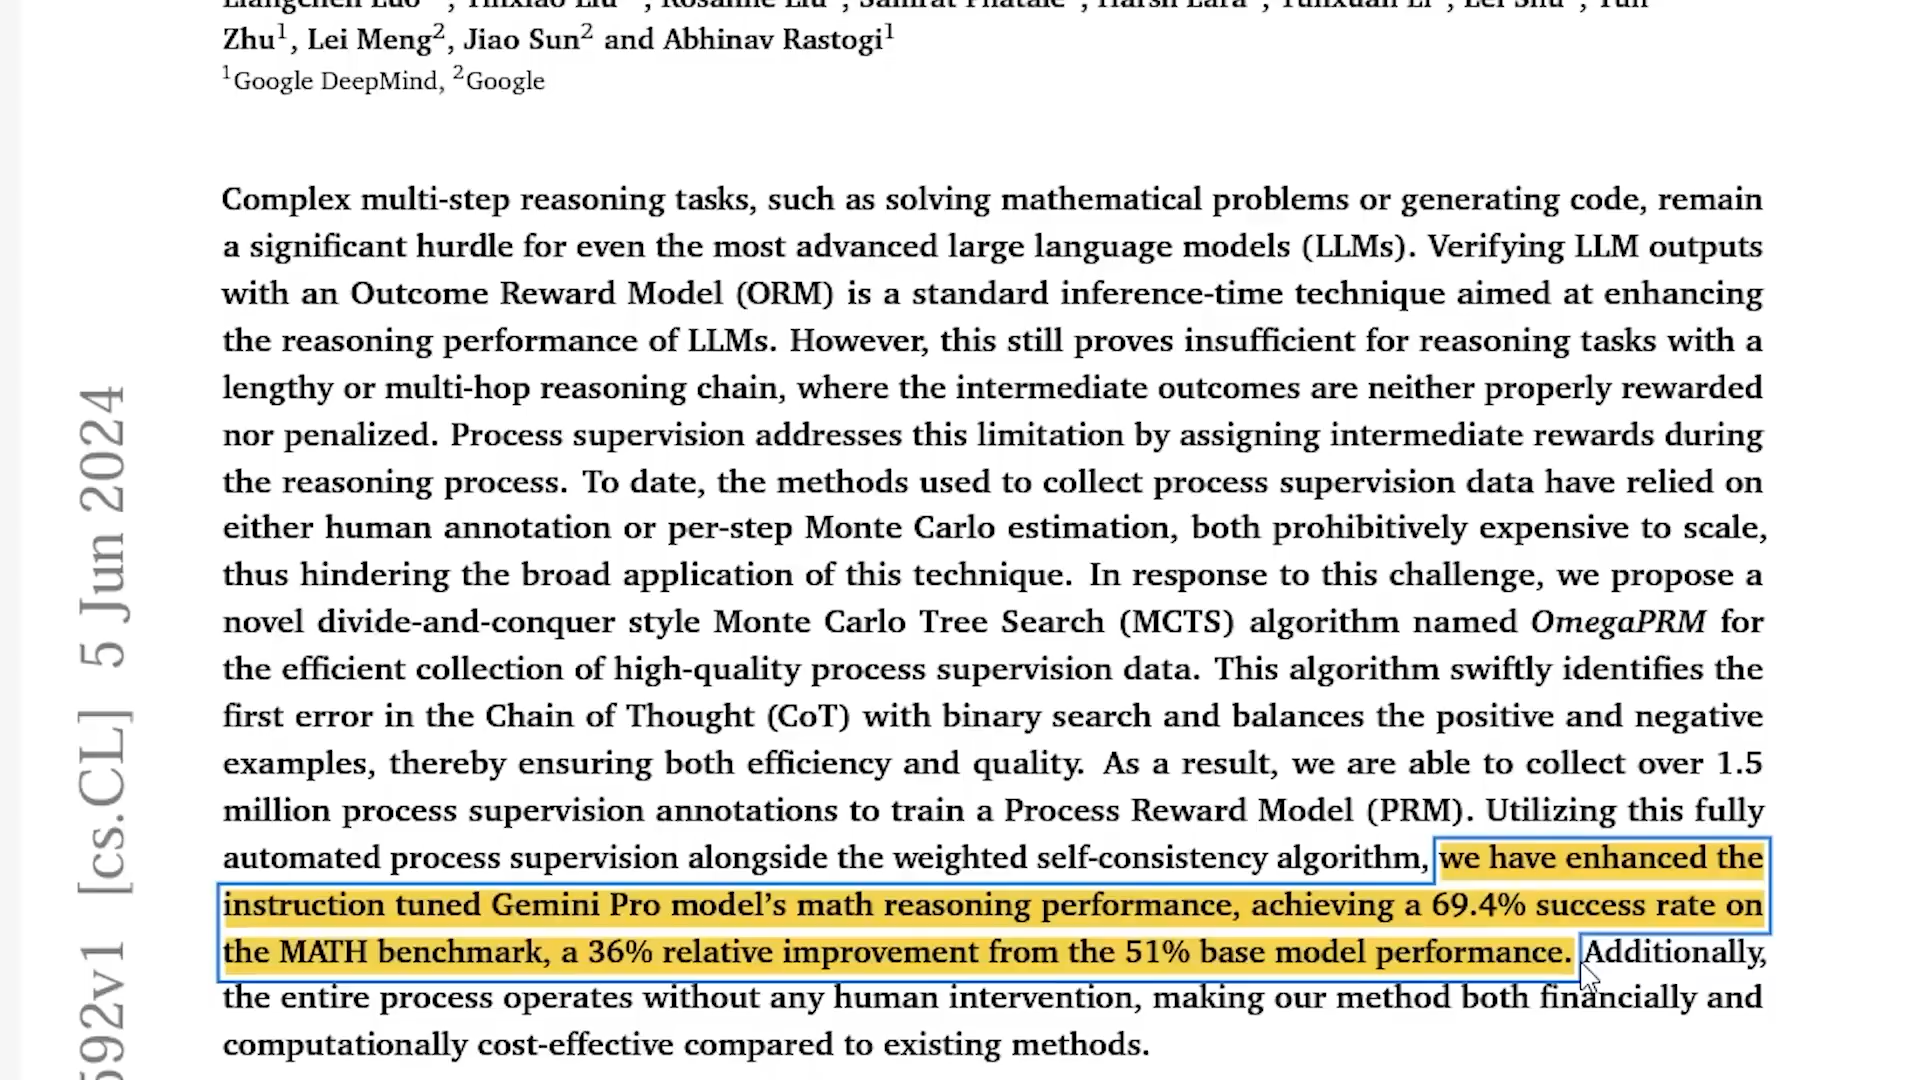 Zhu1, Lei Meng2, Jiao Sun2 and Abhinav Rastogi1
1Google DeepMind, 2Google
Complex multi-step reasoning tasks, such as solving mathematical problems or generating code, remain
a significant hurdle for even the most advanced large language models (LLMs). Verifying LLM outputs
with an Outcome Reward Model (ORM) is a standard inference-time technique aimed at enhancing
the reasoning performance of LLMs. However, this still proves insufficient for reasoning tasks with a
lengthy or multi-hop reasoning chain, where the intermediate outcomes are neither properly rewarded
nor penalized. Process supervision addresses this limitation by assigning intermediate rewards during
the reasoning process. To date, the methods used to collect process supervision data have relied on
either human annotation or per-step Monte Carlo estimation, both prohibitively expensive to scale,
thus hindering the broad application of this technique. In response to this challenge, we propose a
novel divide-and-conquer style Monte Carlo Tree Search (MCTS) algorithm named OmegaPRM for
the efficient collection of high-quality process supervision data. This algorithm swiftly identifies the
first error in the Chain of Thought (CoT) with binary search and balances the positive and negative
examples, thereby ensuring both efficiency and quality. As a result, we are able to collect over 1.5
million process supervision annotations to train a Process Reward Model (PRM). Utilizing this fully
automated process supervision alongside the weighted self-consistency algorithm, we have enhanced the
instruction tuned Gemini Pro model's math reasoning performance, achieving a 69.4% success rate on
the MATH benchmark, a 36% relative improvement from the 51% base model performance. Additionally,
the entire process operates without any human intervention, making our method both financially and
computationally cost-effective compared to existing methods.
592v1 [cs.CL] 5 Jun 2024